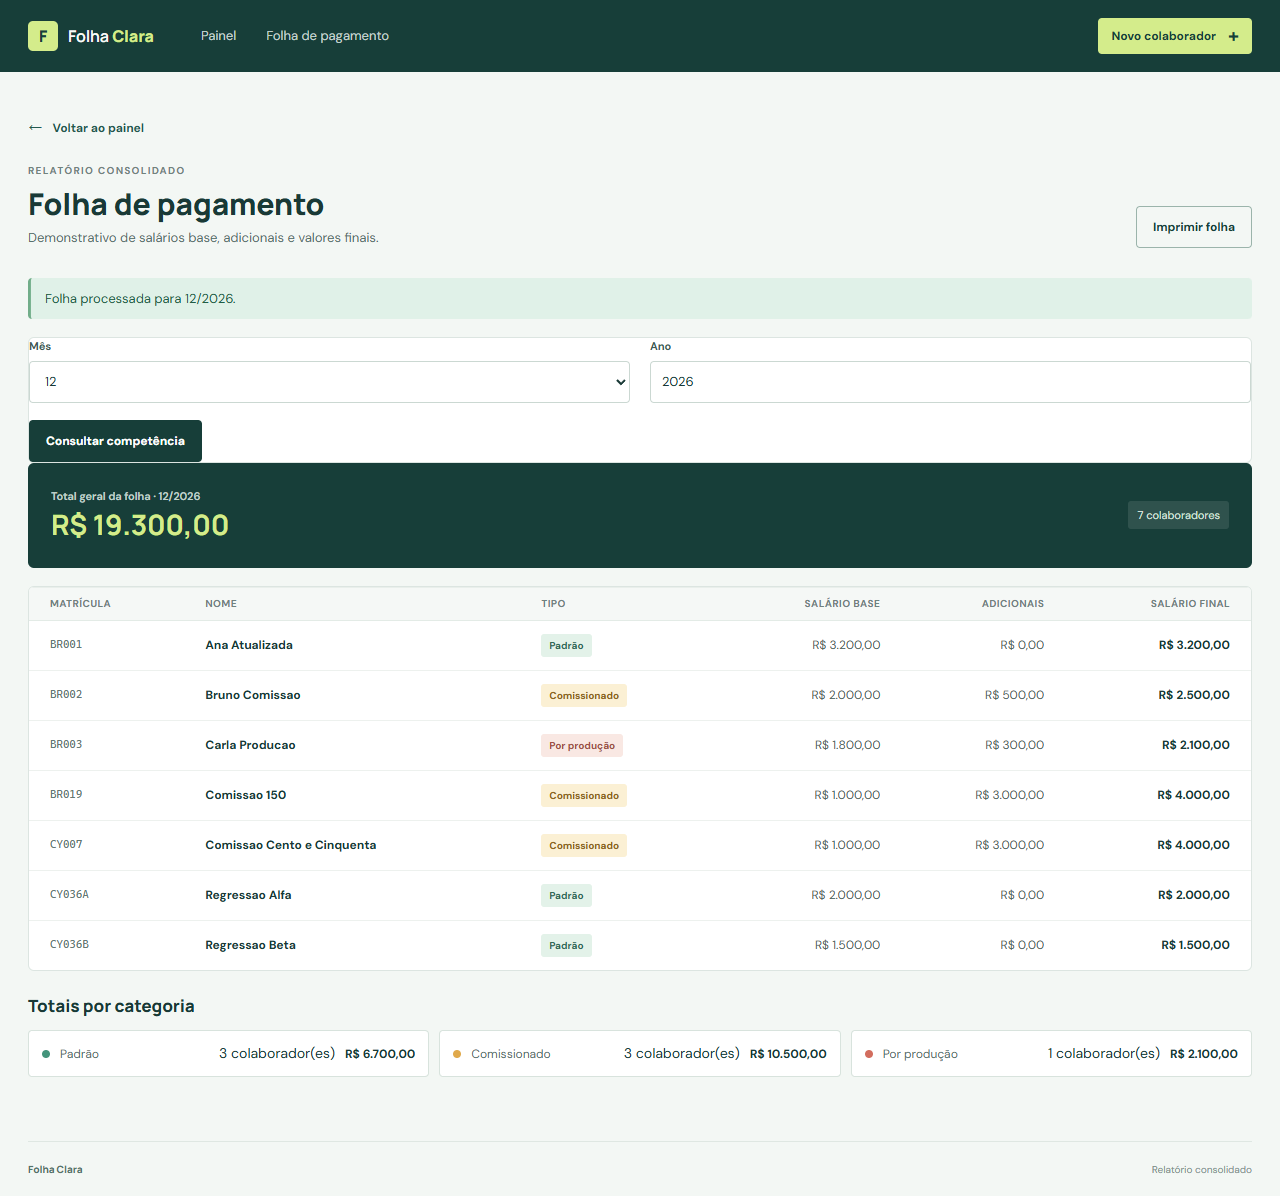 F Folha Clara Painel Folha de pagamento Novo colaborador +
← Voltar ao painel
RELATÓRIO CONSOLIDADO
Folha de pagamento
Demonstrativo de salários base, adicionais e valores finais.
Imprimir folha
Folha processada para 12/2026.
Mês Ano
12 2026
Consultar competência
Total geral da folha · 12/2026
R$ 19.300,00
7 colaboradores
MATRÍCULA NOME TIPO SALÁRIO BASE ADICIONAIS SALÁRIO FINAL
BR001 Ana Atualizada Padrão R$ 3.200,00 R$ 0,00 R$ 3.200,00
BR002 Bruno Comissao Comissionado R$ 2.000,00 R$ 500,00 R$ 2.500,00
BR003 Carla Producao Por produção R$ 1.800,00 R$ 300,00 R$ 2.100,00
BR019 Comissao 150 Comissionado R$ 1.000,00 R$ 3.000,00 R$ 4.000,00
CY007 Comissao Cento e Cinquenta Comissionado R$ 1.000,00 R$ 3.000,00 R$ 4.000,00
CY036A Regressao Alfa Padrão R$ 2.000,00 R$ 0,00 R$ 2.000,00
CY036B Regressao Beta Padrão R$ 1.500,00 R$ 0,00 R$ 1.500,00
Totais por categoria
Padrão 3 colaborador(es) R$ 6.700,00 Comissionado 3 colaborador(es) R$ 10.500,00 Por produção 1 colaborador(es) R$ 2.100,00
Folha Clara Relatório consolidado